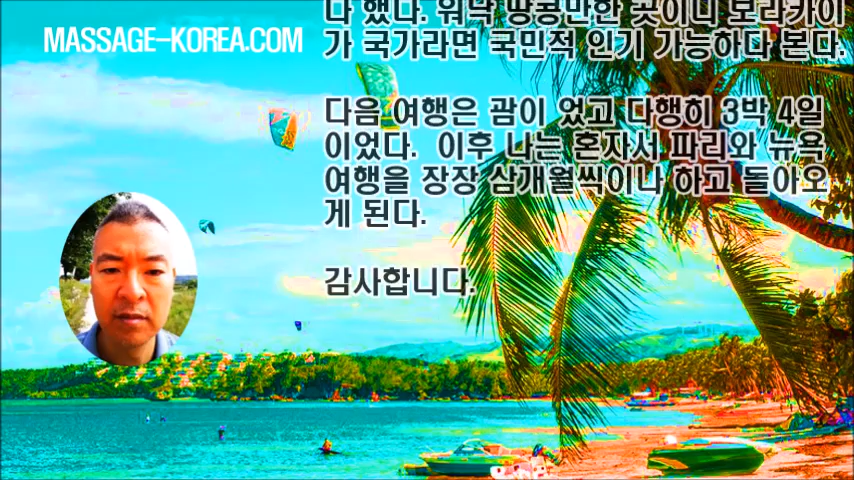 MASSAGE-KOREA.COM
다 했다. 워낙 땅콩만한 곳이니 보라카이
가 국가라면 국민적 인기 가능하다 본다.
다음 여행은 괌이 었고 다행히 3박 4일
이었다. 이후 나는 혼자서 파리와 뉴욕
여행을 장장 삼개월씩이나 하고 돌아오
게 된다.
감사합니다.